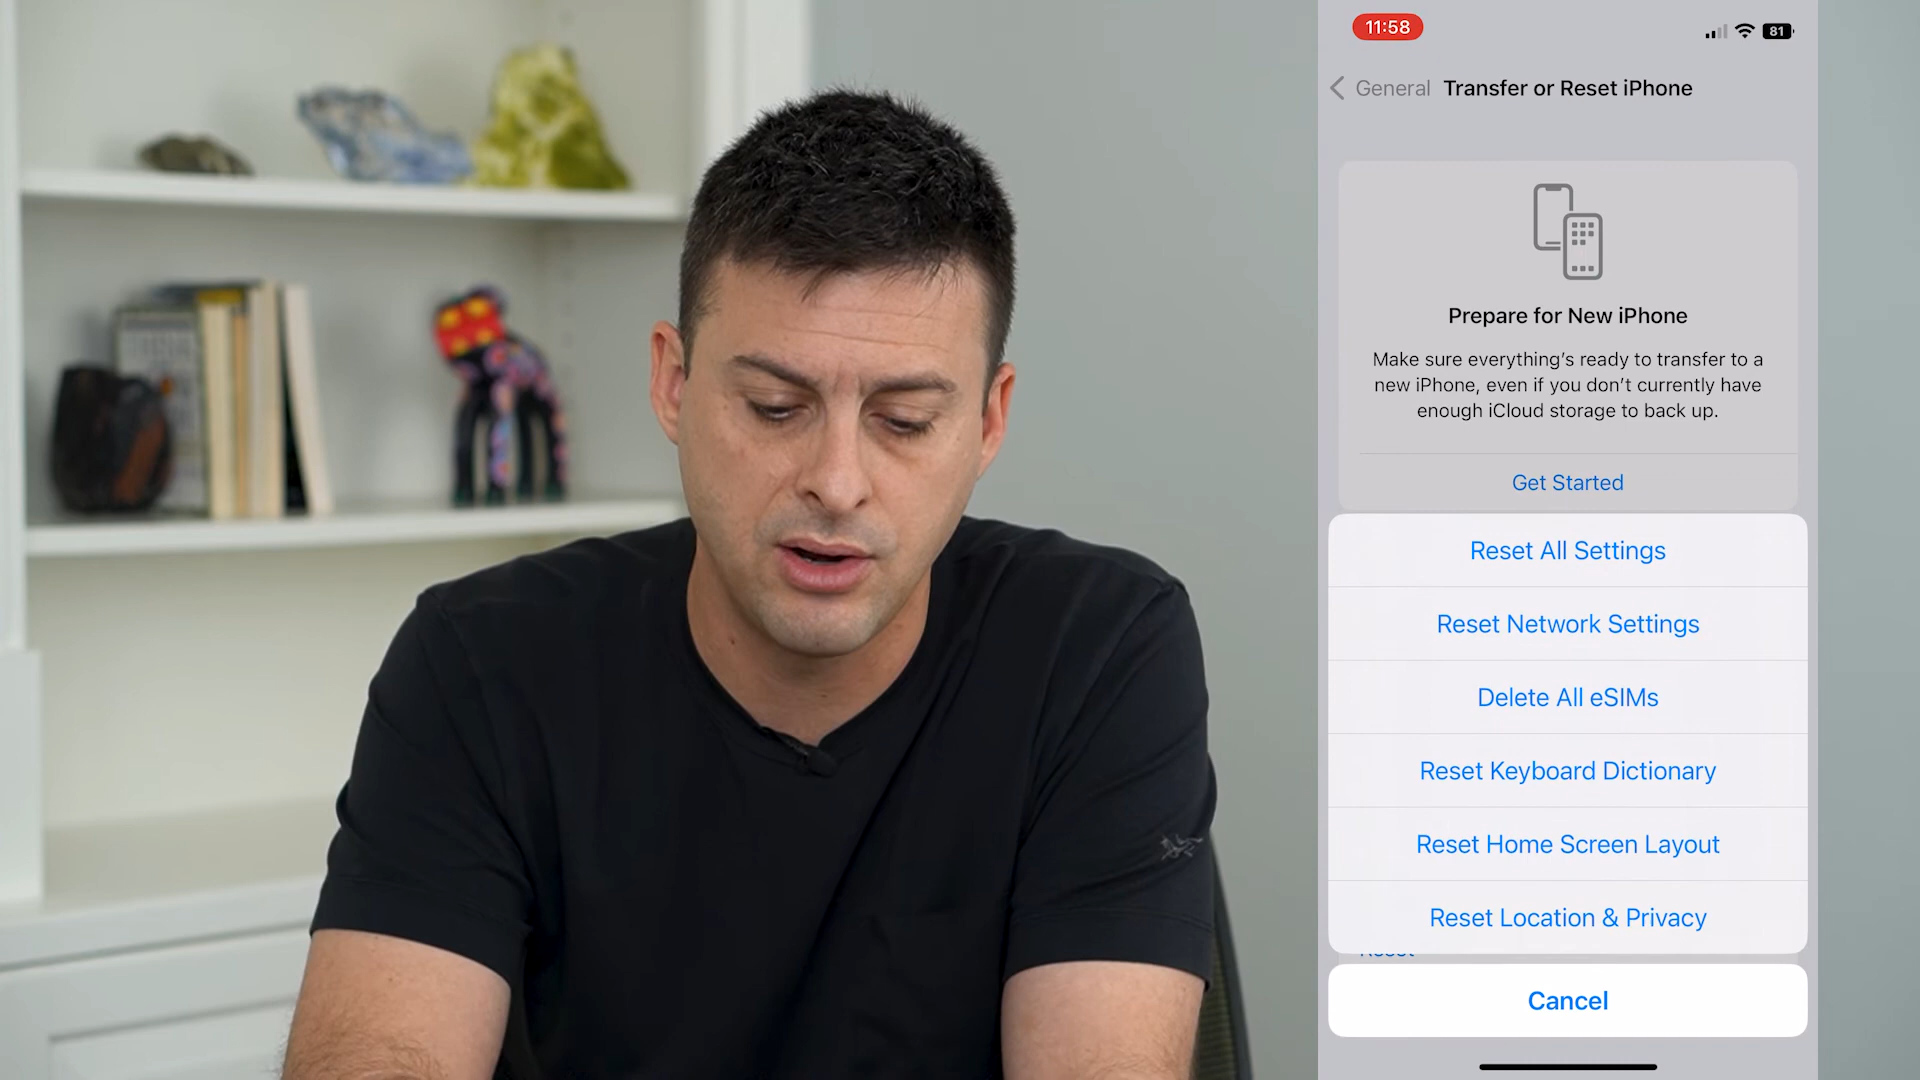 11:58
81
General Transfer or Reset iPhone
Prepare for New iPhone
Make sure everything's ready to transfer to a
new iPhone, even if you don't currently have
enough iCloud storage to back up.
Get Started
Reset All Settings
Reset Network Settings
Delete All eSIMs
Reset Keyboard Dictionary
Reset Home Screen Layout
Reset Location & Privacy
Reset
Cancel